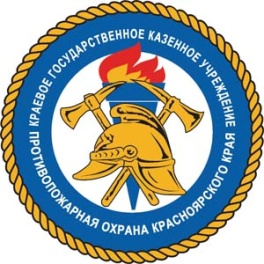 КРАЕВОЕ ГОСУДАРСТВЕННОЕ КАЗЕННОЕ УЧРЕЖДЕНИЕ
ПРОТИВОПОЖАРНАЯ ОХРАНА КРАСНОЯРСКОГО КРАЯ